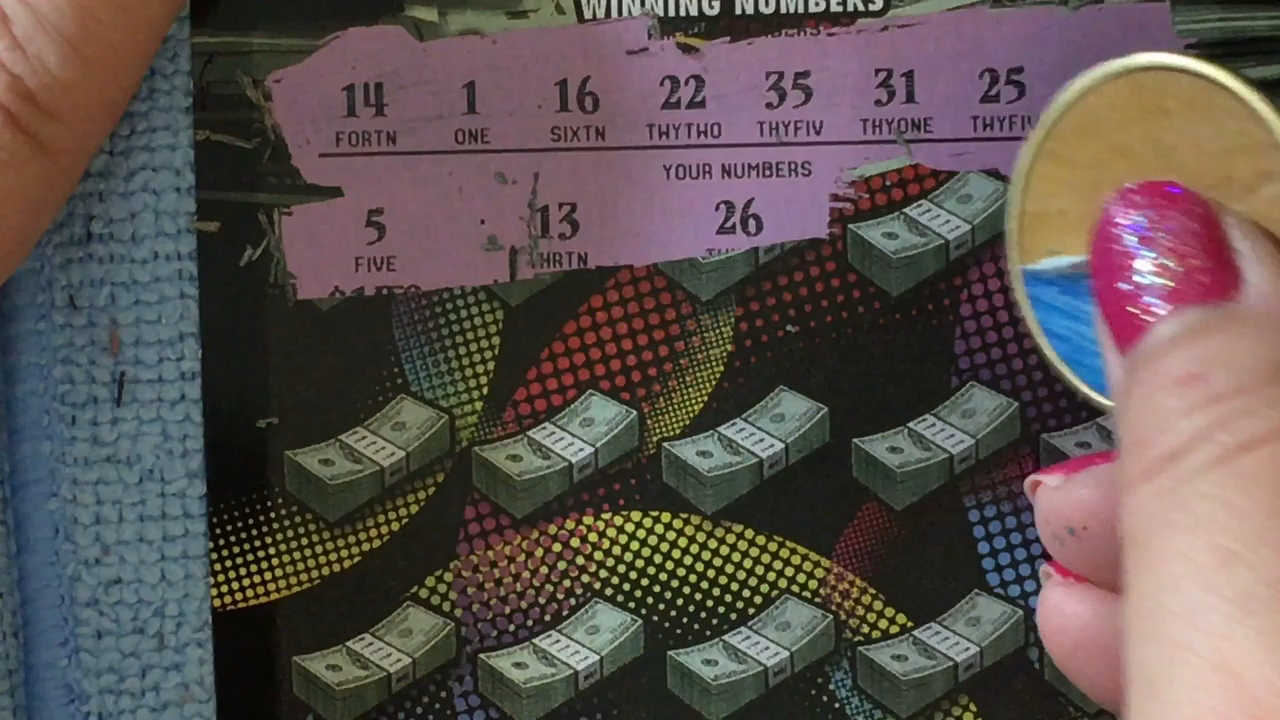 WINNING NUMBERS
14 1 16 22 35 31 25
FORTN ONE SIXTN TWYTWO THYFIV THYONE
YOUR NUMBERS
5 13 26
FIVE HRTN